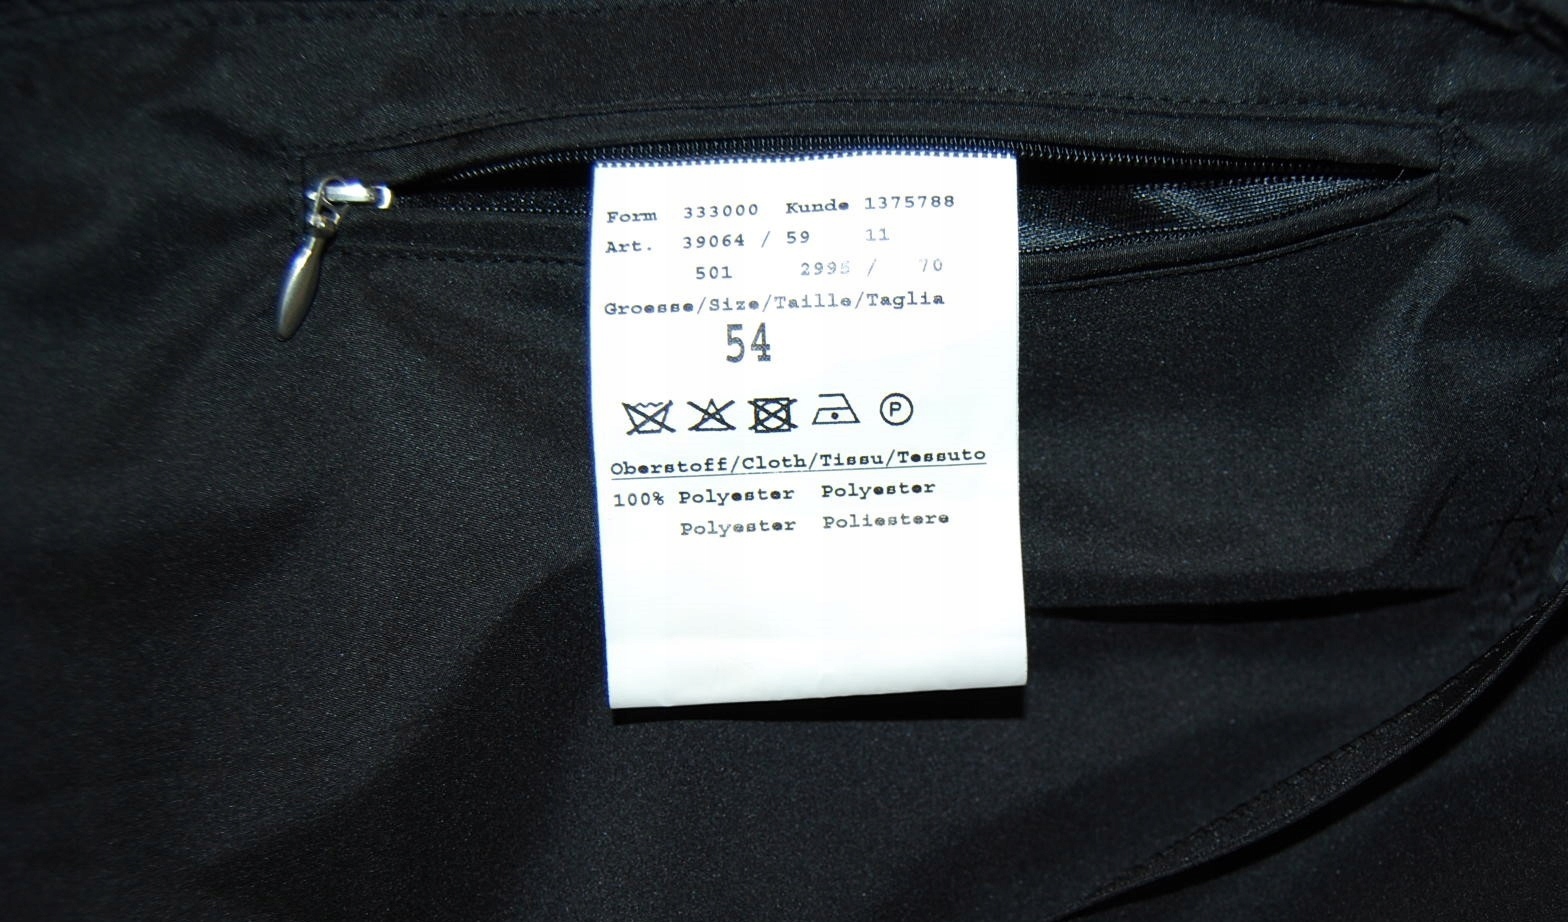 Form 333000 Kunde 1375788
Art. 39064 / 59 11
501 2995 / 70
Groesse/Size/Taille/Taglia
54
P
Oberstoff/Cloth/Tissu/Tessuto
100% Polyester Polyester
Polyester Poliestere